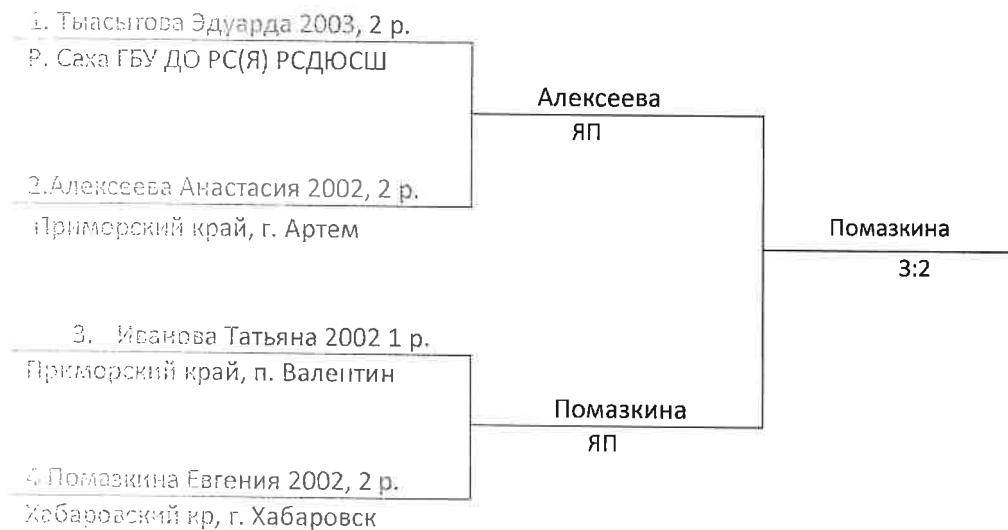 1. Тыасытова Эдуарда 2003, 2 р.
Р. Саха ГБУ ДО РС(Я) РСДЮСШ
Алексеева
ЯП
2.Алексеева Анастасия 2002, 2 р.
Приморский край, г. Артем
Помазкина
3:2
3. Иванова Татьяна 2002 1 р.
Приморский край, п. Валентин
Помазкина
ЯП
4.Помазкина Евгения 2002, 2 р.
Хабаровский кр, г. Хабаровск